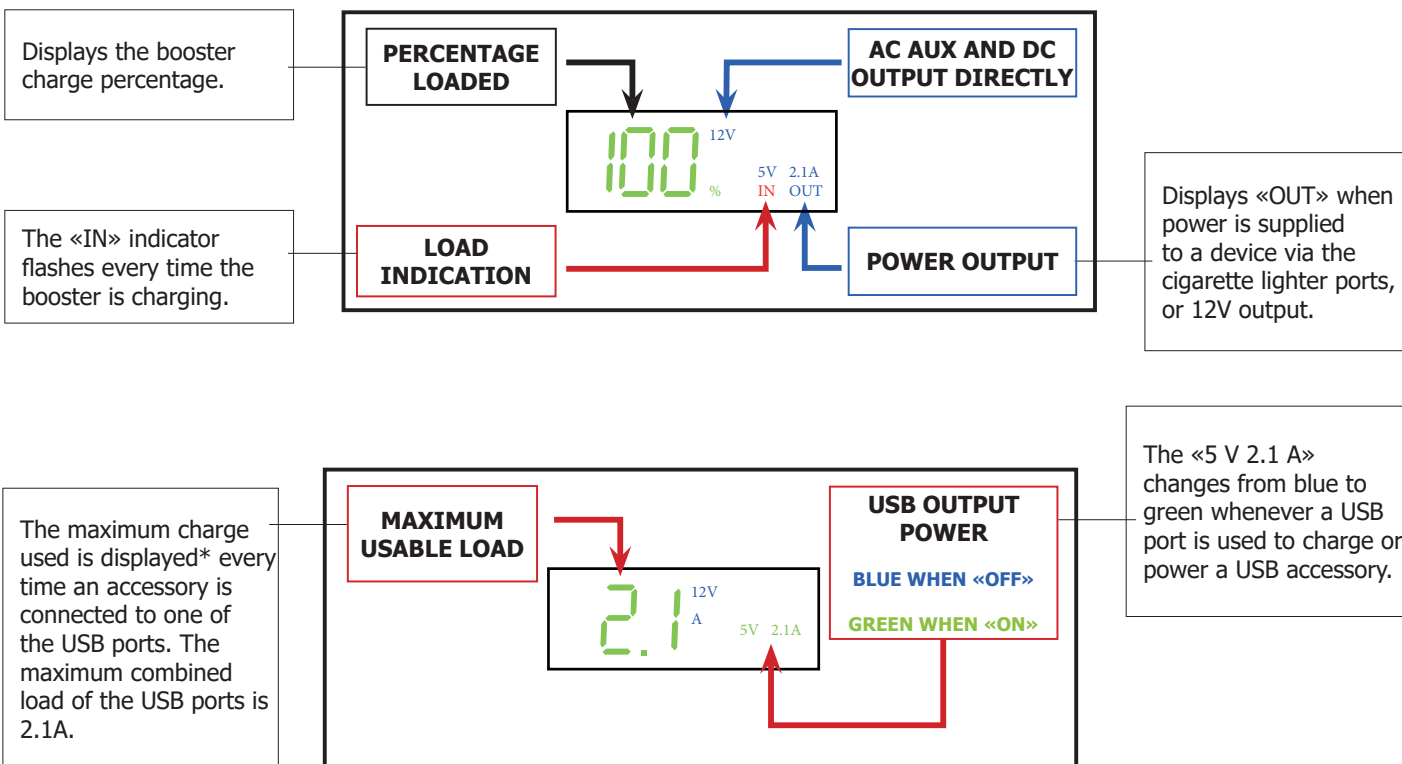 Displays the booster
charge percentage.
PERCENTAGE
LOADED
AC AUX AND DC
OUTPUT DIRECTLY
100
%
12V
5V 2.1A
IN OUT
The «IN» indicator
flashes every time the
booster is charging.
LOAD
INDICATION
POWER OUTPUT
Displays «OUT» when
power is supplied
to a device via the
cigarette lighter ports,
or 12V output.
The maximum charge
used is displayed* every
time an accessory is
connected to one of
the USB ports. The
maximum combined
load of the USB ports is
2.1A.
MAXIMUM
USABLE LOAD
2.1
12V
A
5V 2.1A
USB OUTPUT
POWER
BLUE WHEN «OFF»
GREEN WHEN «ON»
The «5 V 2.1 A»
changes from blue to
green whenever a USB
port is used to charge or
power a USB accessory.